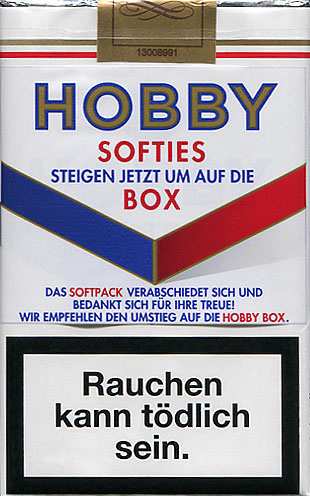 13008991
HOBBY
SOFTIES
STEIGEN JETZT UM AUF DIE
BOX
DAS SOFTPACK VERABSCHIEDET SICH UND
BEDANKT SICH FÜR IHRE TREUE!
WIR EMPFEHLEN DEN UMSTIEG AUF DIE HOBBY BOX.
Rauchen
kann tödlich
sein.